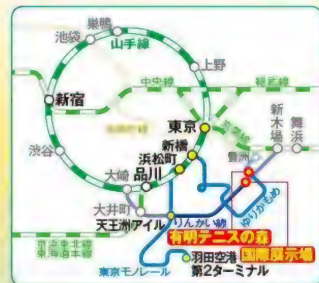 巣鴨
池袋
山手線
上野
中央線
総武線
新宿
東京
新木場
舞浜
新橋
豊洲
浜松町
渋谷
品川
大崎
ゆりかもめ
大井町
りんかい線
天王洲アイル
有明テニスの森
国際展示場
羽田空港
第2ターミナル
東京モノレール